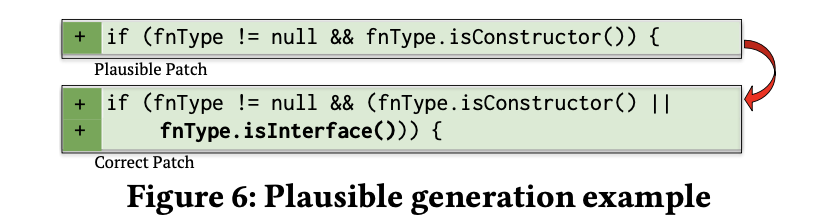 + if (fnType != null && fnType.isConstructor()) {
Plausible Patch
+ if (fnType != null && (fnType.isConstructor() ||
+ fnType.isInterface())) {
Correct Patch
Figure 6: Plausible generation example